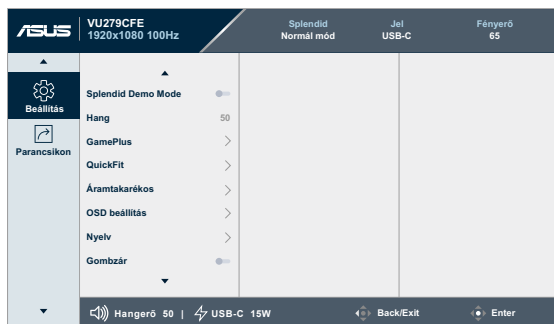 ASUS
VU279CFE
1920x1080 100Hz
Splendid
Normál mód
Jel
USB-C
Fényerő
65
Beállítás
Parancsikon
Splendid Demo Mode
Hang 50
GamePlus
QuickFit
Áramtakarékos
OSD beállítás
Nyelv
Gombzár
Hangerő 50 | USB-C 15W Back/Exit Enter